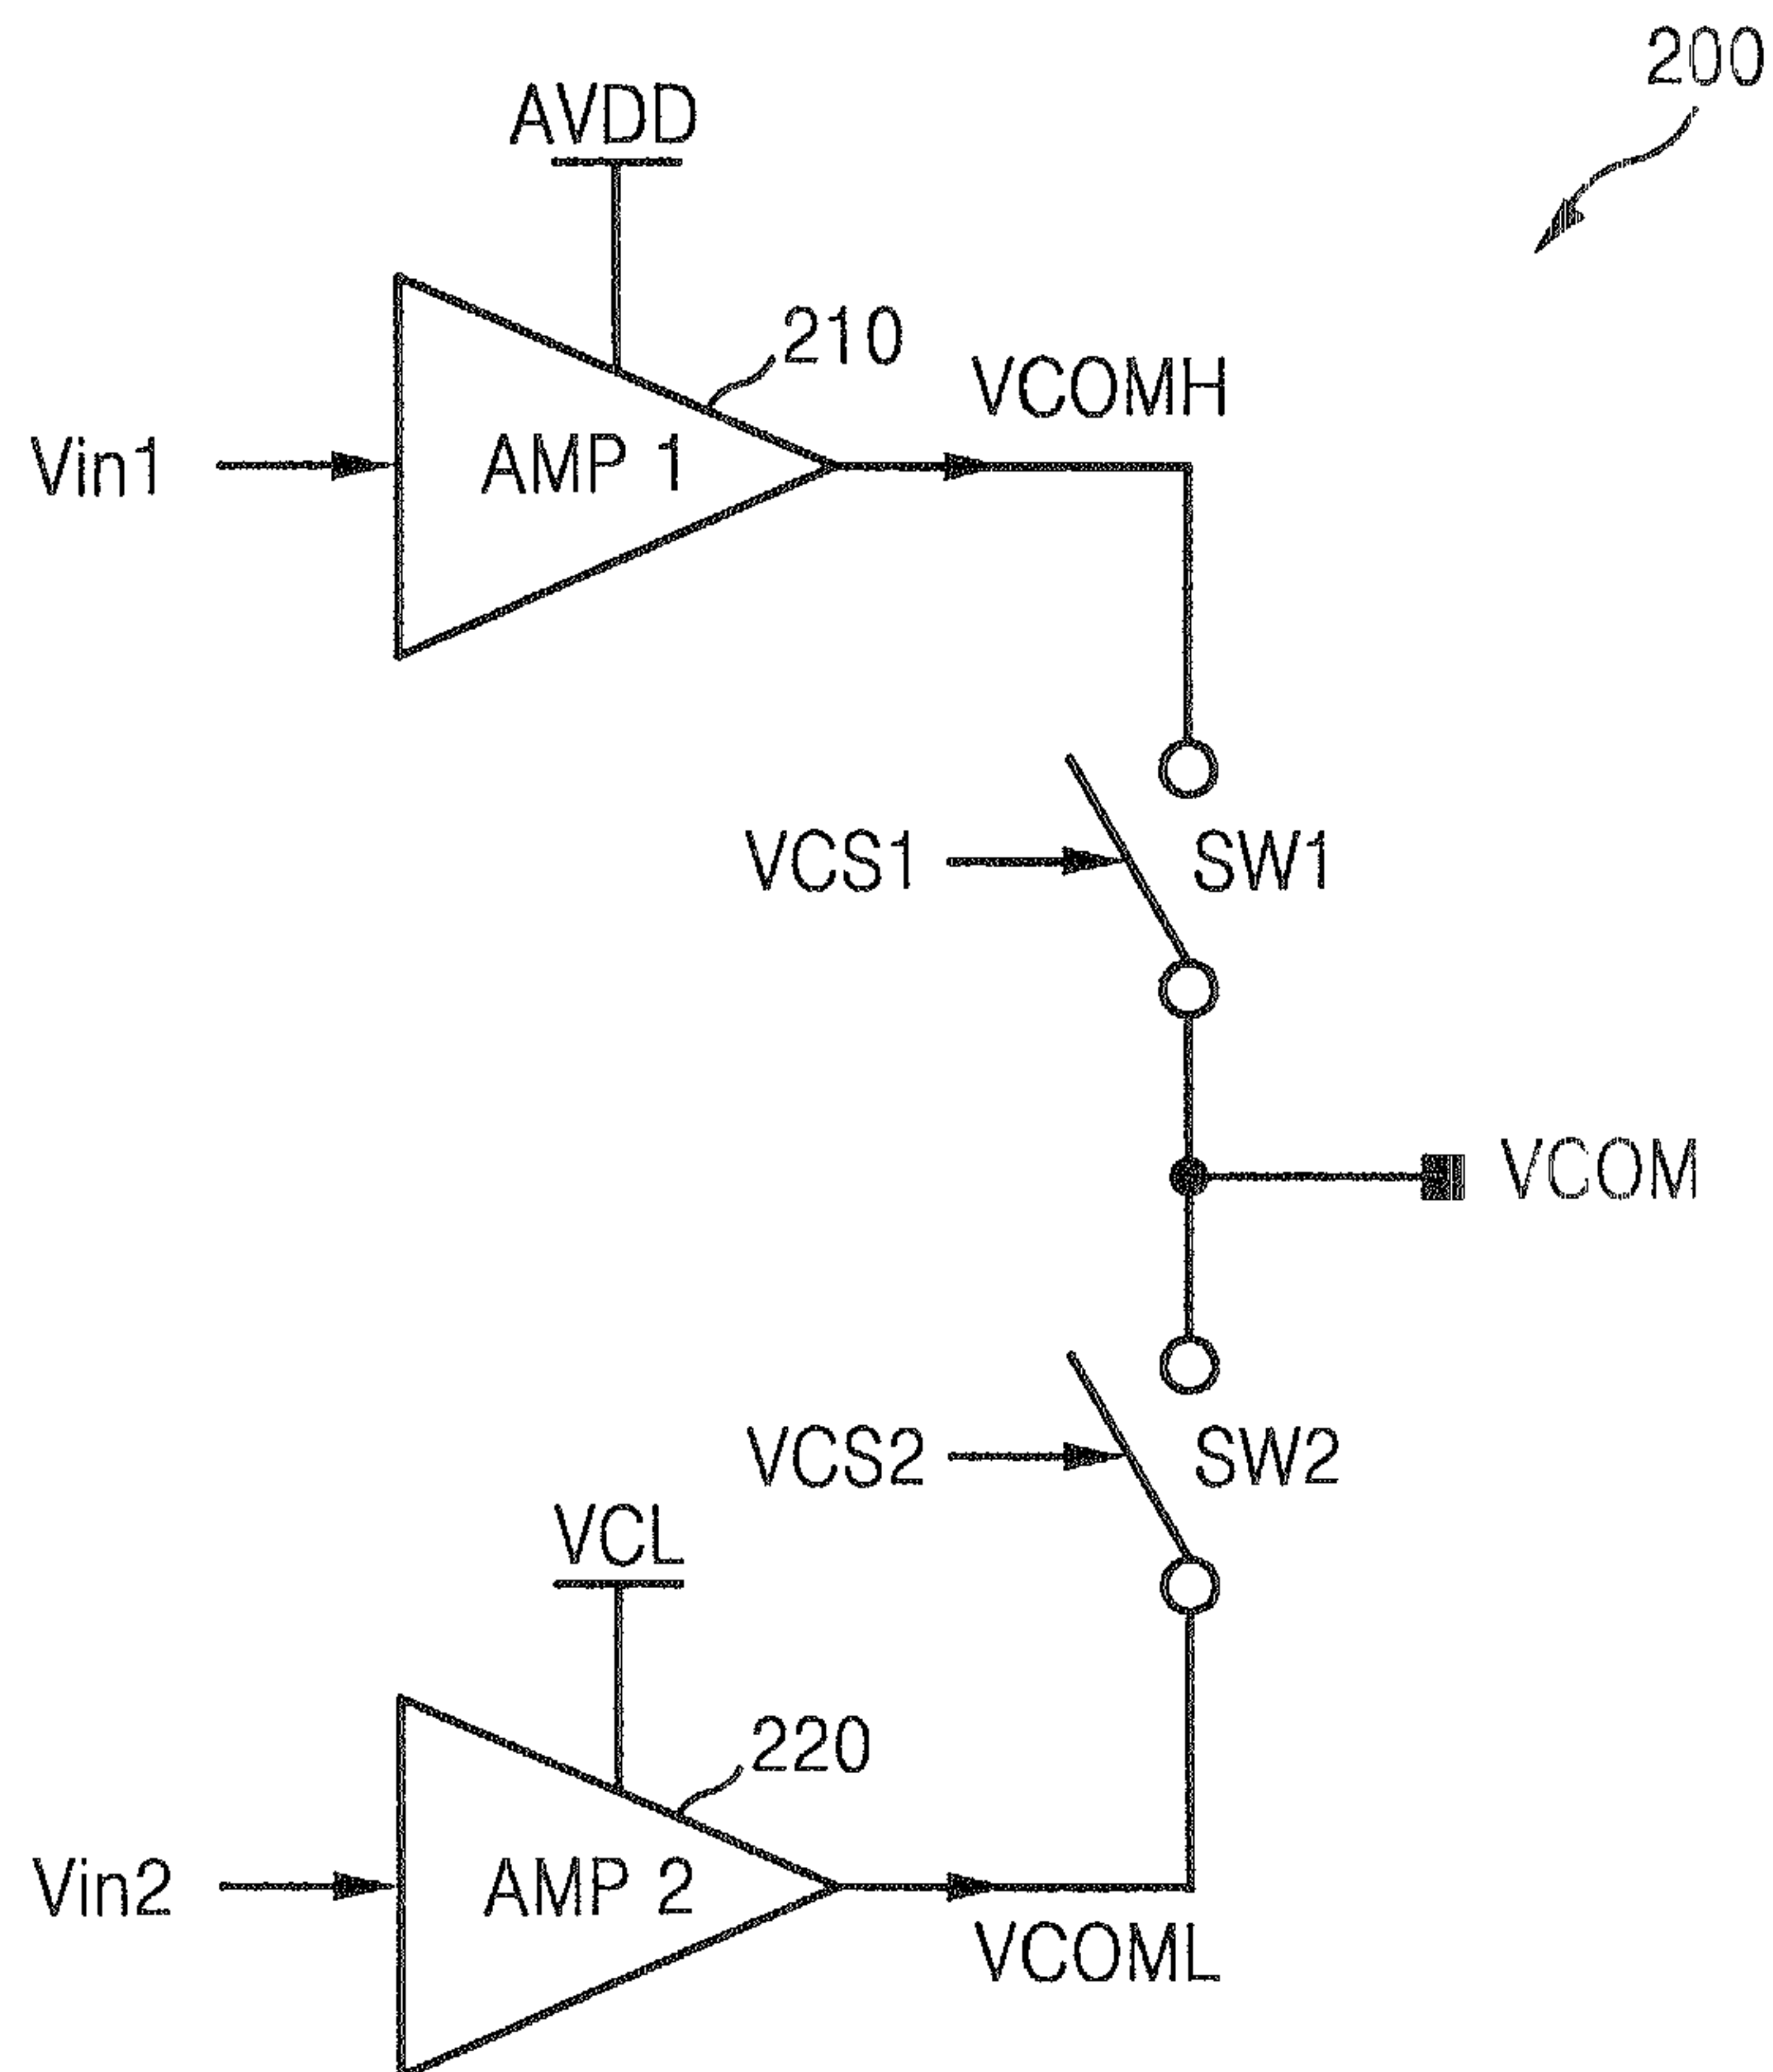 200
AVDD
210
VCOMH
Vin1
AMP 1
VCS1
SW1
VCOM
VCS2
SW2
VCL
220
Vin2
AMP 2
VCOML